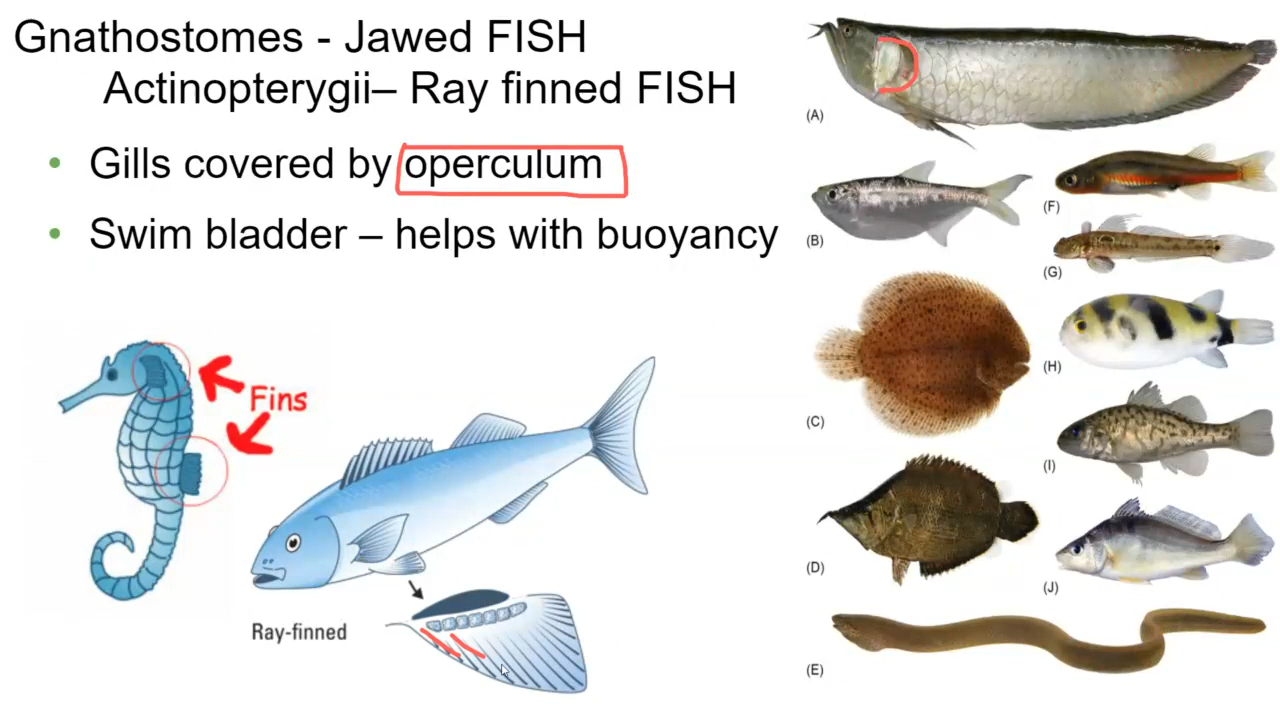 Gnathostomes - Jawed FISH
Actinopterygii– Ray finned FISH
• Gills covered by operculum
• Swim bladder – helps with buoyancy
Fins
Ray-finned
(A)
(B)
(C)
(D)
(E)
(F)
(G)
(H)
(I)
(J)